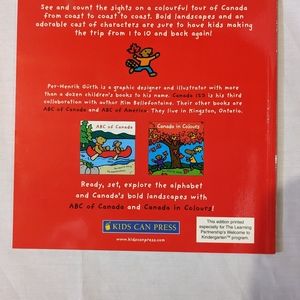 See and count the sights on a colourful tour of Canada
from coast to coast to coast. Bold landscapes and an
adorable cast of characters are sure to have kids making
the trip from 1 to 10 and back again!
Per-Henrik Gürth is a graphic designer and illustrator with more
than a dozen children's books to his name. Canada 123 is his third
collaboration with author Kim Bellefontaine. Their other books are
ABC of Canada and ABC of America. They live in Kingston, Ontario.
ABC of Canada
Canada in Colours
Ready, set, explore the alphabet
and Canada's bold landscapes with
ABC of Canada and Canada in Colours!
KIDS CAN PRESS
www.kidscanpress.com
This edition printed
especially for The Learning
Partnership's Welcome to
Kindergarten™ program.